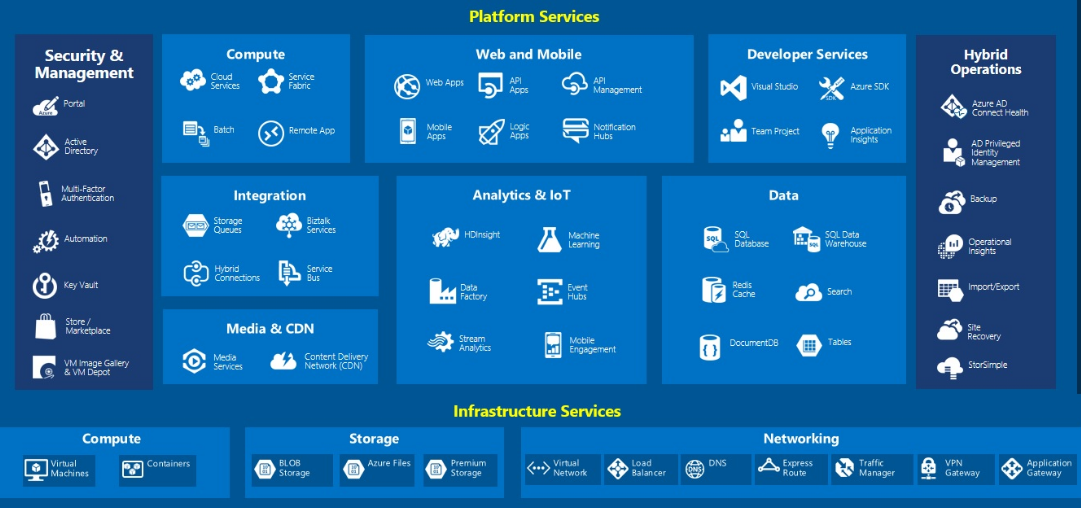 Platform Services
Security &
Management
Portal
Active
Directory
Multi-Factor
Authentication
Automation
Key Vault
Store /
Marketplace
VM Image Gallery
& VM Depot
Compute
Cloud
Services
Service
Fabric
Batch
Remote App
Web and Mobile
Web Apps
API
Apps
API
Management
Mobile
Apps
Logic
Apps
Notification
Hubs
Developer Services
Visual Studio
SDK
Azure SDK
Team Project
Application
Insights
Hybrid
Operations
Azure AD
Connect Health
AD Privileged
Identity
Management
Backup
Operational
Insights
Import/Export
Site
Recovery
StorSimple
Integration
Storage
Queues
Biztalk
Services
Hybrid
Connections
Service
Bus
Media & CDN
Media
Services
Content Delivery
Network (CDN)
Analytics & IoT
HDInsight
Machine
Learning
Data
Factory
Event
Hubs
Stream
Analytics
Mobile
Engagement
Data
SQL
SQL
Database
SQL
SQL Data
Warehouse
Redis
Cache
Search
DocumentDB
Tables
Infrastructure Services
Compute
Virtual
Machines
Containers
Storage
BLOB
Storage
Azure Files
Premium
Storage
Networking
Virtual
Network
Load
Balancer
DNS
DNS
Express
Route
Traffic
Manager
VPN
Gateway
Application
Gateway